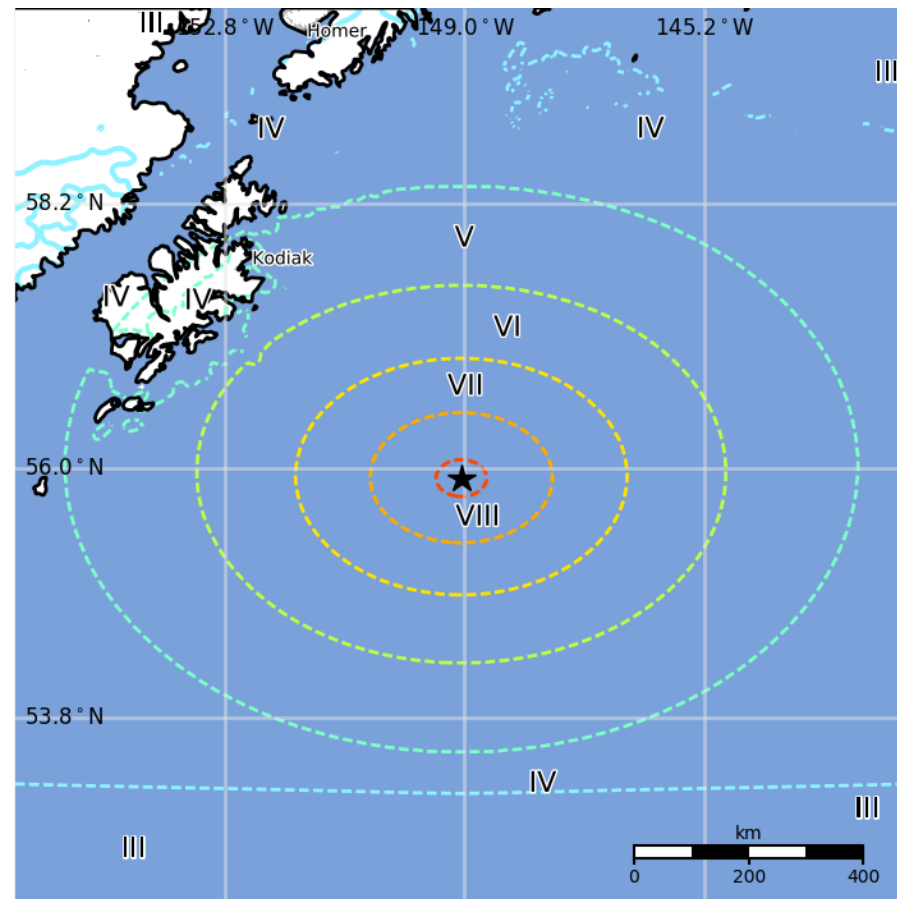 III
152.8°W
Homer
149.0°W
145.2°W
III
IV
IV
58.2°N
V
Kodiak
IV
IV
VI
VII
56.0°N
VIII
53.8°N
IV
III
III
km
0 200 400